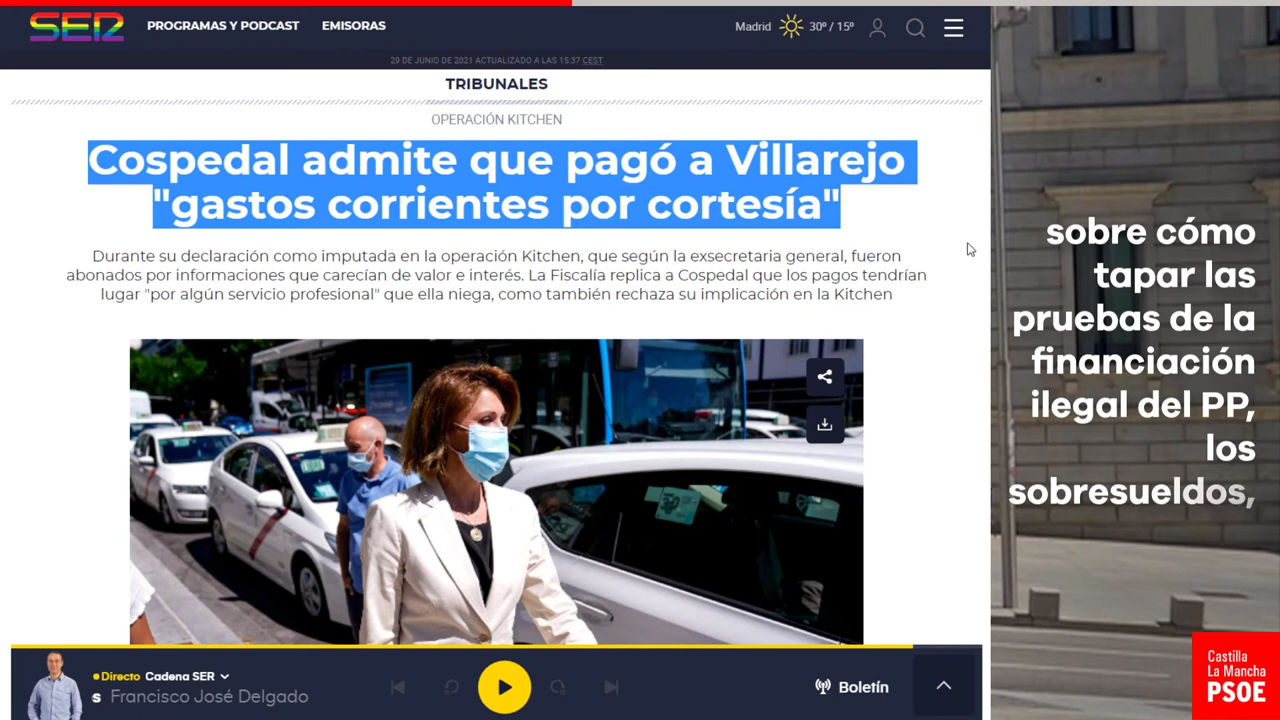 SER
PROGRAMAS Y PODCAST EMISORAS
Madrid 30º / 15º
29 DE JUNIO DE 2021 ACTUALIZADO A LAS 15:37 CEST
TRIBUNALES
OPERACIÓN KITCHEN
Cospedal admite que pagó a Villarejo
"gastos corrientes por cortesía"
Durante su declaración como imputada en la operación Kitchen, que según la exsecretaria general, fueron
abonados por informaciones que carecían de valor e interés. La Fiscalía replica a Cospedal que los pagos tendrían
lugar "por algún servicio profesional" que ella niega, como también rechaza su implicación en la Kitchen
Directo Cadena SER
s Francisco José Delgado
Boletín
sobre cómo
tapar las
pruebas de la
financiación
ilegal del PP,
los
sobresueldos,
Castilla
La Mancha
PSOE